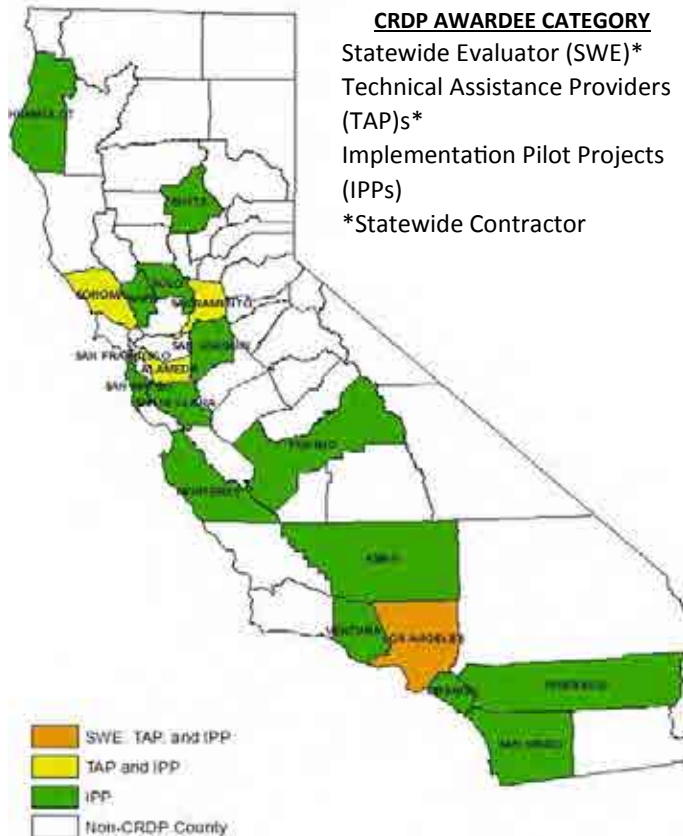 CRDP AWARDEE CATEGORY
Statewide Evaluator (SWE)*
Technical Assistance Providers
(TAP)s*
Implementation Pilot Projects
(IPPs)
*Statewide Contractor
HUMBOLDT
BUTTE
YOLO
SONOMA
SACRAMENTO
SAN JOAQUIN
SAN FRANCISCO
ALAMEDA
SAN MATEO
SANTA CLARA
FRESNO
MONTEREY
KERN
VENTURA
LOS ANGELES
ORANGE
RIVERSIDE
SAN DIEGO
SWE, TAP, and IPP
TAP and IPP
IPP
Non-CRDP County